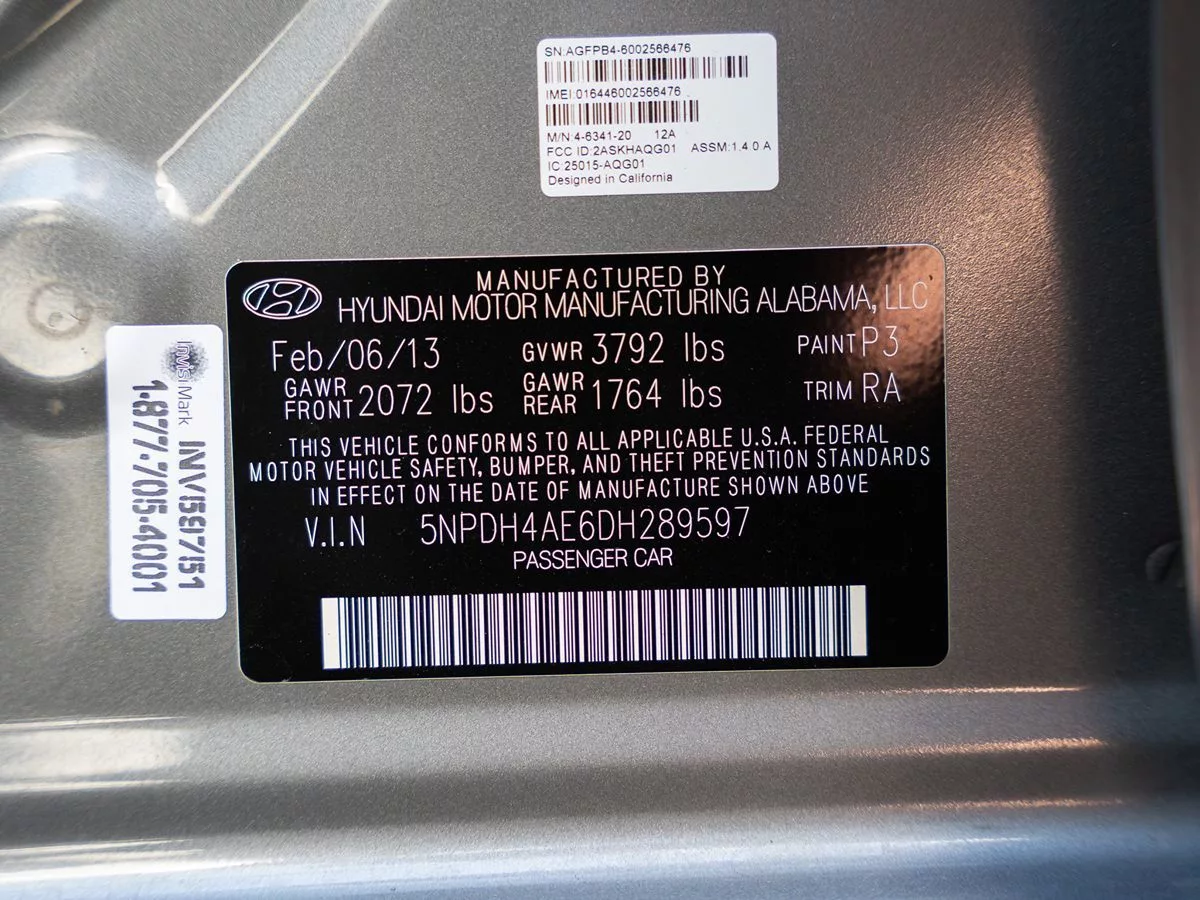 SN:AGFPB4-6002566476
IMEI:016446002566476
M/N:4-6341-20 12A
FCC ID:2ASKHAQG01 ASSM:1.4.0 A
IC:25015-AQG01
Designed in California
MANUFACTURED BY
HYUNDAI MOTOR MANUFACTURING ALABAMA, LLC
Feb/06/13 GVWR 3792 lbs PAINT P3
GAWR FRONT 2072 lbs GAWR REAR 1764 lbs TRIM RA
THIS VEHICLE CONFORMS TO ALL APPLICABLE U.S.A. FEDERAL
MOTOR VEHICLE SAFETY, BUMPER, AND THEFT PREVENTION STANDARDS
IN EFFECT ON THE DATE OF MANUFACTURE SHOWN ABOVE
V.I.N 5NPDH4AE6DH289597
PASSENGER CAR
InvisiMark INV1597151
1-877-705-4001